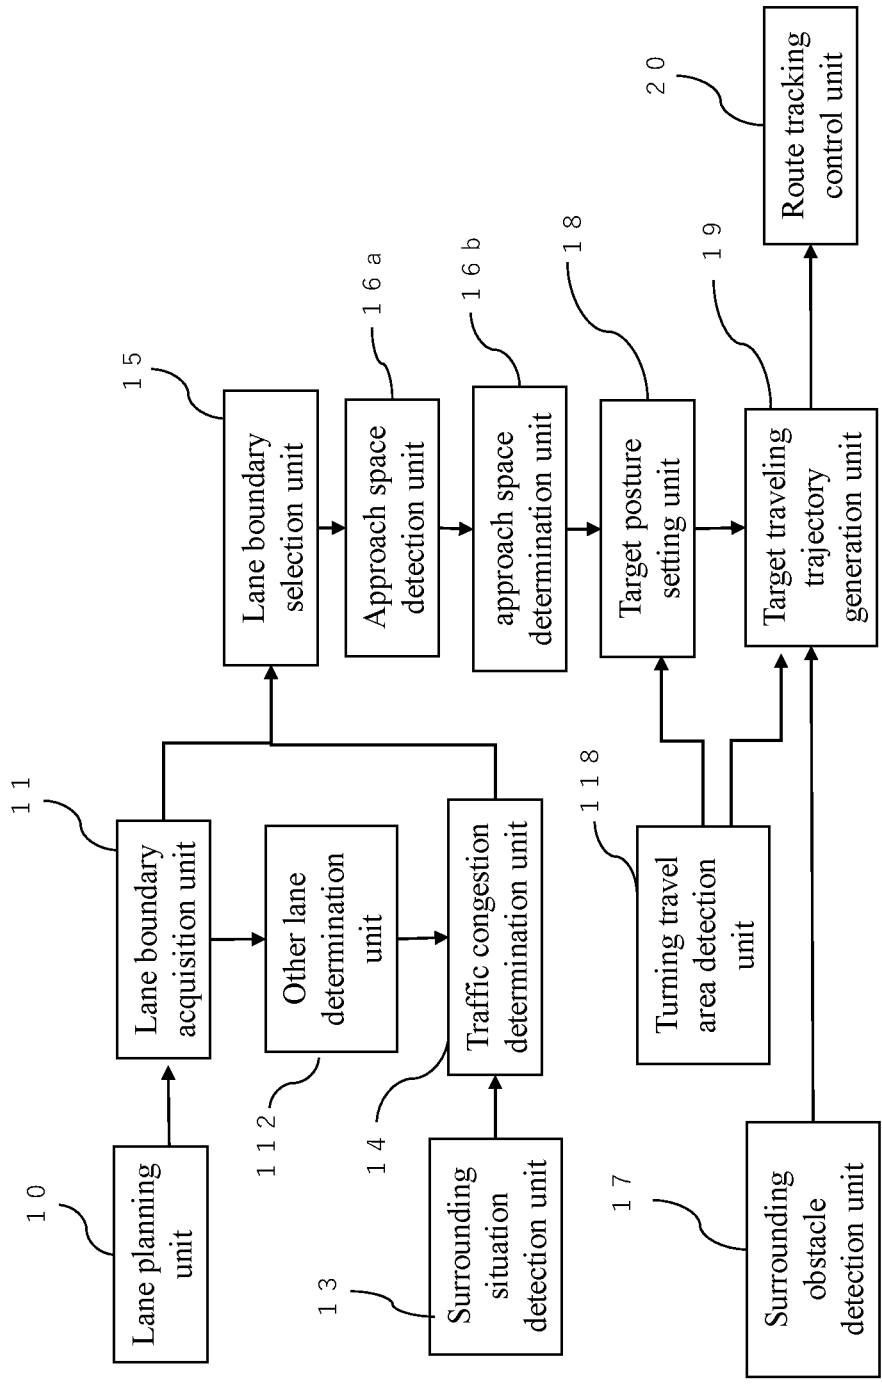 10
Lane planning
unit
11
Lane boundary
acquisition unit
15
Lane boundary
selection unit
112
Other lane
determination
unit
16a
Approach space
detection unit
13
Surrounding
situation
detection unit
14
Traffic congestion
determination unit
16b
approach space
determination unit
118
Turning travel
area detection
unit
18
Target posture
setting unit
17
Surrounding
obstacle
detection unit
19
Target traveling
trajectory
generation unit
20
Route tracking
control unit